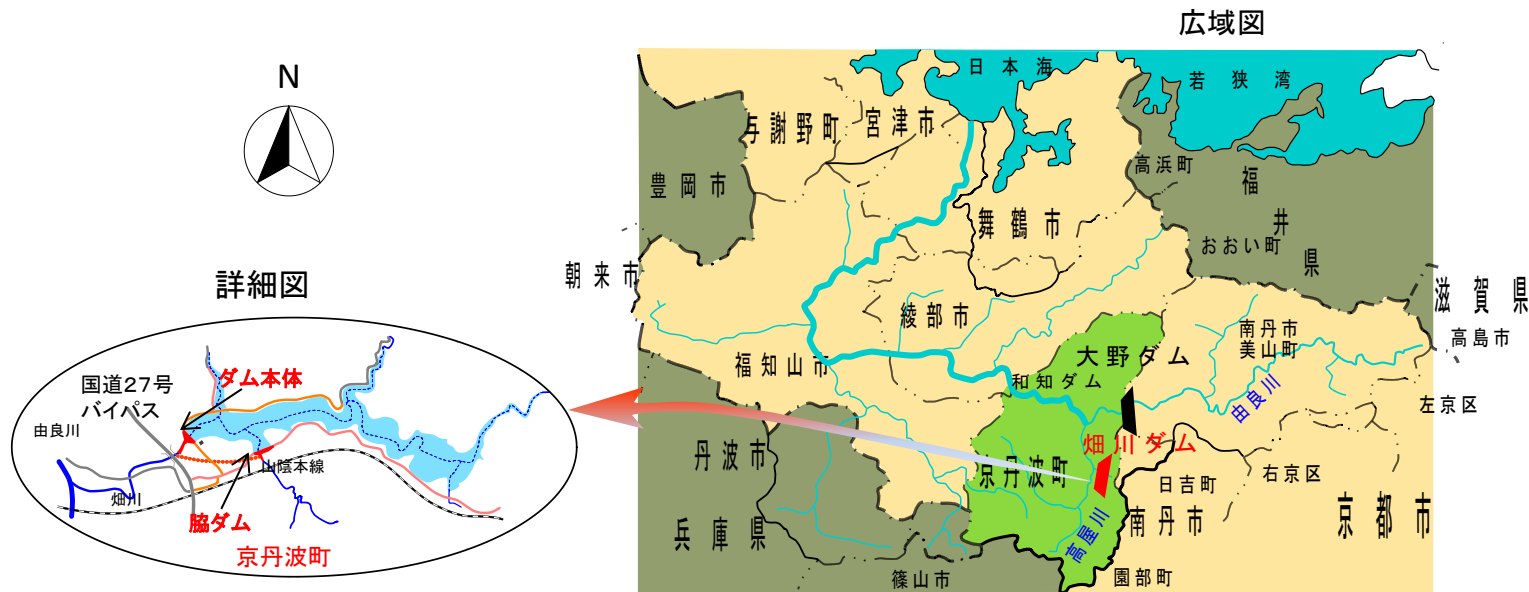 広域図
N
詳細図
国道27号
バイパス
ダム本体
由良川
山陰本線
畑川
脇ダム
京丹波町
日本海
若狭湾
与謝野町
宮津市
高浜町
豊岡市
福井県
舞鶴市
おおい町
朝来市
滋賀県
綾部市
南丹市
美山町
高島市
大野ダム
福知山市
和知ダム
由良川
左京区
畑川ダム
丹波市
京丹波町
日吉町
右京区
兵庫県
高屋川
南丹市
京都市
篠山市
園部町